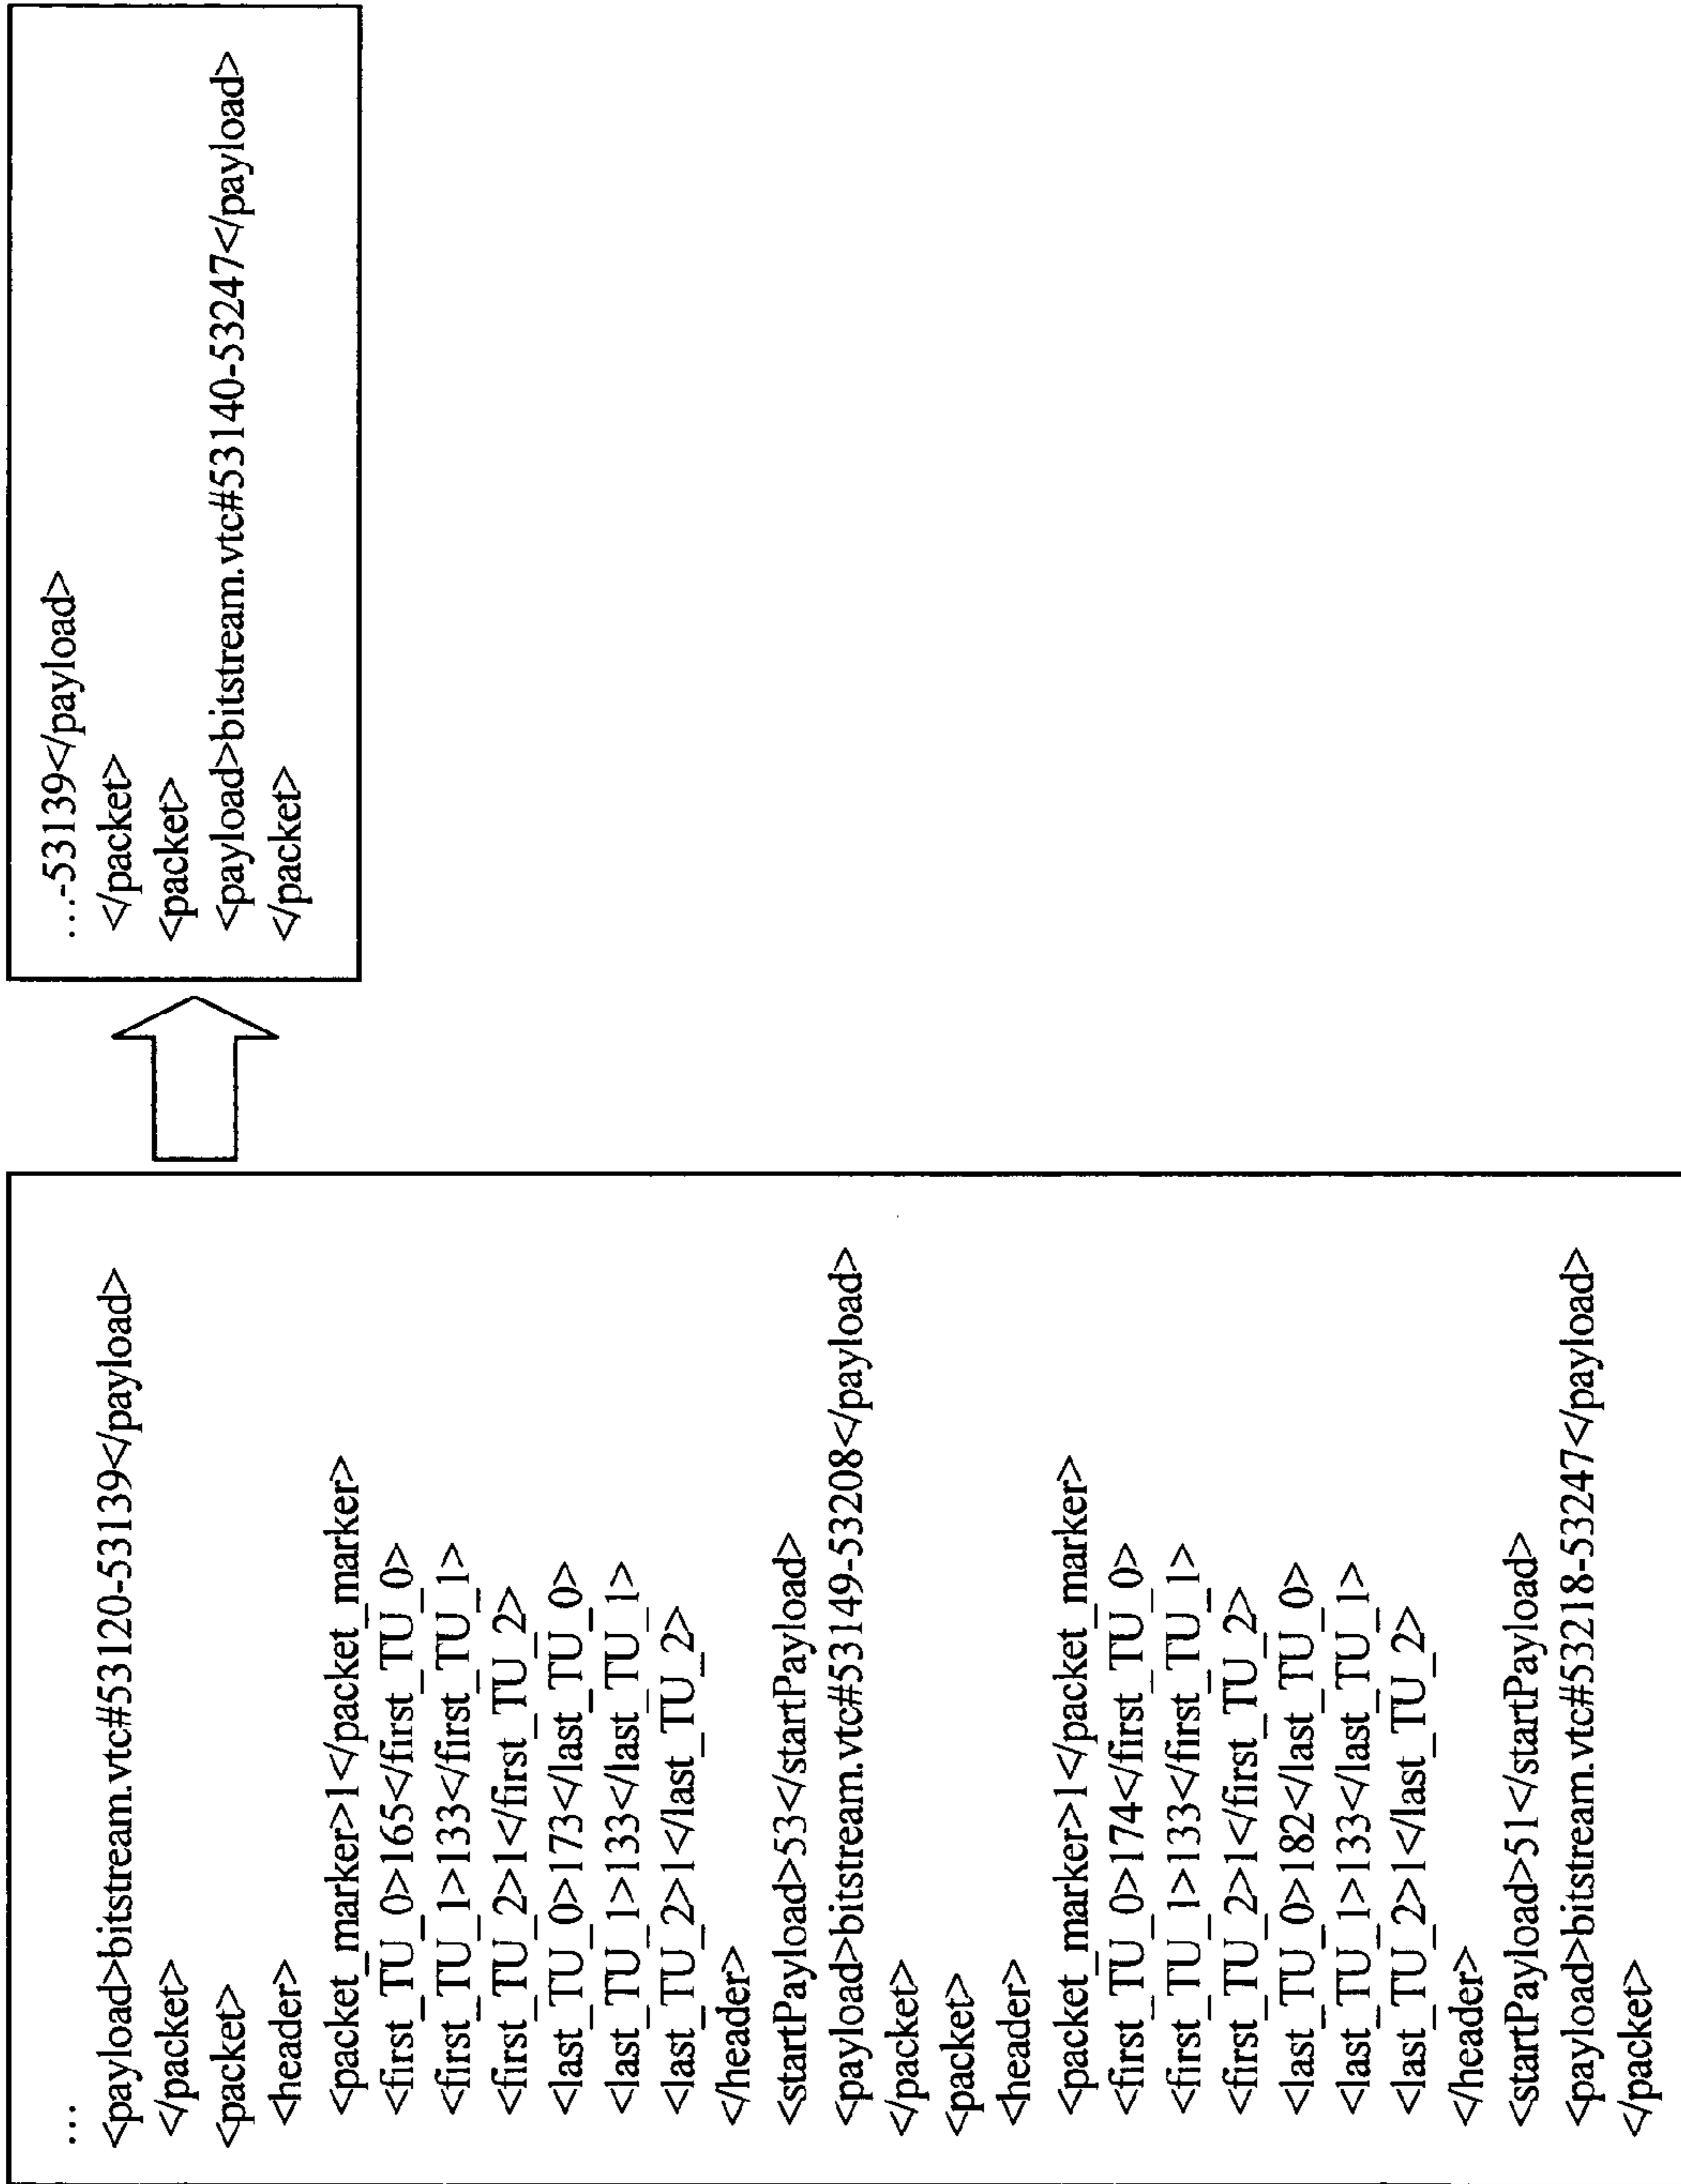 ...
<payload>bitstream.vtc#53120-53139</payload>
</packet>
<packet>
<header>
<packet_marker>1</packet_marker>
<first_TU_0>165</first_TU_0>
<first_TU_1>133</first_TU_1>
<first_TU_2>1</first_TU_2>
<last_TU_0>173</last_TU_0>
<last_TU_1>133</last_TU_1>
<last_TU_2>1</last_TU_2>
</header>
<startPayload>53</startPayload>
<payload>bitstream.vtc#53149-53208</payload>
</packet>
<packet>
<header>
<packet_marker>1</packet_marker>
<first_TU_0>174</first_TU_0>
<first_TU_1>133</first_TU_1>
<first_TU_2>1</first_TU_2>
<last_TU_0>182</last_TU_0>
<last_TU_1>133</last_TU_1>
<last_TU_2>1</last_TU_2>
</header>
<startPayload>51</startPayload>
<payload>bitstream.vtc#53218-53247</payload>
</packet>
...-53139</payload>
</packet>
<packet>
<payload>bitstream.vtc#53140-53247</payload>
</packet>